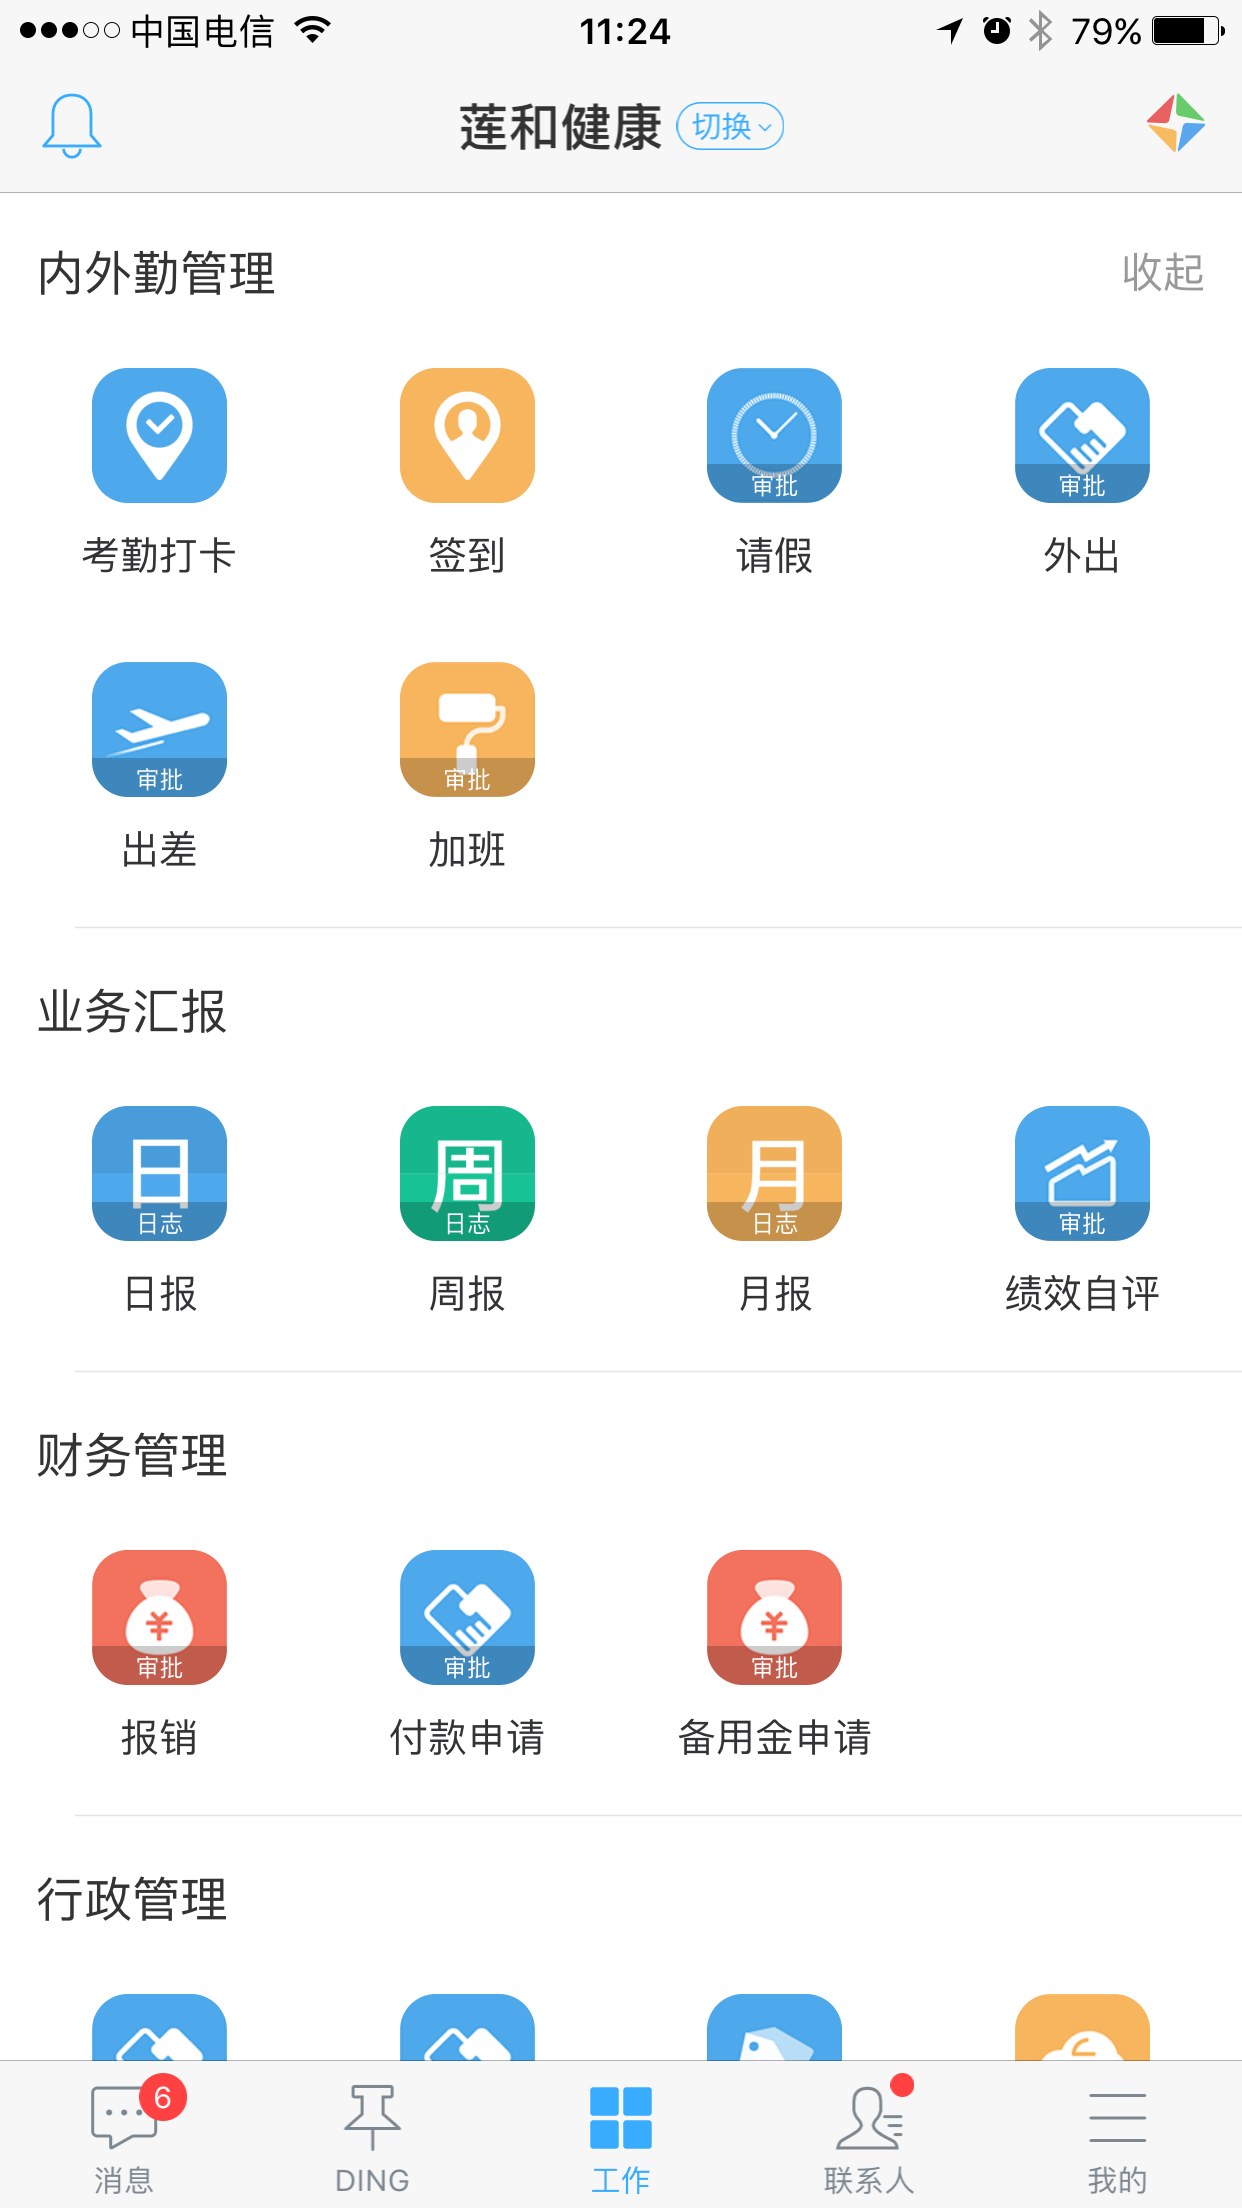 中国电信 11:24 79%
莲和健康 切换
内外勤管理 收起
审批 审批
考勤打卡 签到 请假 外出
审批 审批
出差 加班
业务汇报
日 周 月
日志 日志 日志 审批
日报 周报 月报 绩效自评
财务管理
¥ ¥
审批 审批 审批
报销 付款申请 备用金申请
行政管理
6
消息 DING 工作 联系人 我的